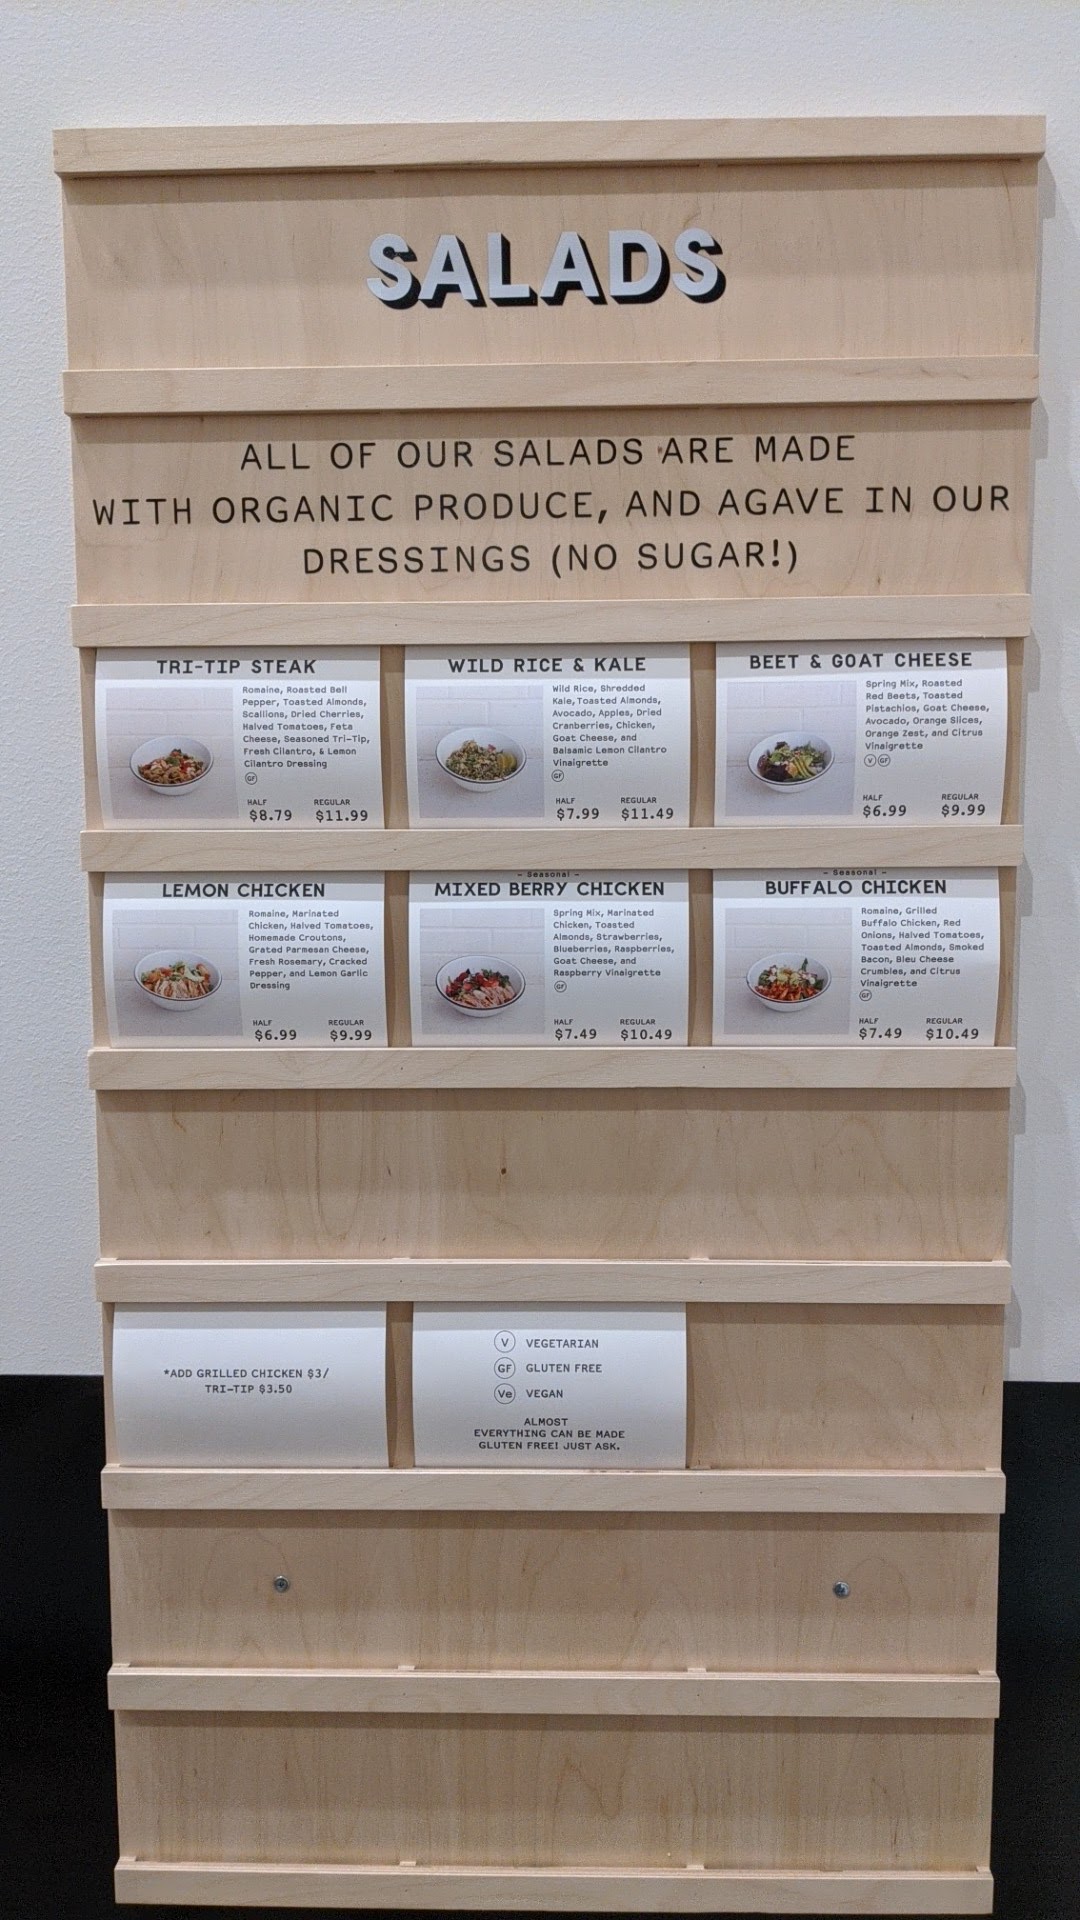 SALADS
ALL OF OUR SALADS ARE MADE
WITH ORGANIC PRODUCE, AND AGAVE IN OUR
DRESSINGS (NO SUGAR!)
TRI-TIP STEAK
Romaine, Roasted Bell
Pepper, Toasted Almonds,
Scallions, Dried Cherries,
Halved Tomatoes, Feta
Cheese, Seasoned Tri-Tip,
Fresh Cilantro, & Lemon
Cilantro Dressing
GF
HALF REGULAR
$8.79 $11.99
WILD RICE & KALE
Wild Rice, Shredded
Kale, Toasted Almonds,
Avocado, Apples, Dried
Cranberries, Chicken,
Goat Cheese, and
Balsamic Lemon Cilantro
Vinaigrette
GF
HALF REGULAR
$7.99 $11.49
BEET & GOAT CHEESE
Spring Mix, Roasted
Red Beets, Toasted
Pistachios, Goat Cheese,
Avocado, Orange Slices,
Orange Zest, and Citrus
Vinaigrette
V GF
HALF REGULAR
$6.99 $9.99
LEMON CHICKEN
Romaine, Marinated
Chicken, Halved Tomatoes,
Homemade Croutons,
Grated Parmesan Cheese,
Fresh Rosemary, Cracked
Pepper, and Lemon Garlic
Dressing
HALF REGULAR
$6.99 $9.99
– Seasonal –
MIXED BERRY CHICKEN
Spring Mix, Marinated
Chicken, Toasted
Almonds, Strawberries,
Blueberries, Raspberries,
Goat Cheese, and
Raspberry Vinaigrette
GF
HALF REGULAR
$7.49 $10.49
– Seasonal –
BUFFALO CHICKEN
Romaine, Grilled
Buffalo Chicken, Red
Onions, Halved Tomatoes,
Toasted Almonds, Smoked
Bacon, Bleu Cheese
Crumbles, and Citrus
Vinaigrette
GF
HALF REGULAR
$7.49 $10.49
*ADD GRILLED CHICKEN $3/
TRI-TIP $3.50
V VEGETARIAN
GF GLUTEN FREE
Ve VEGAN
ALMOST
EVERYTHING CAN BE MADE
GLUTEN FREE! JUST ASK.